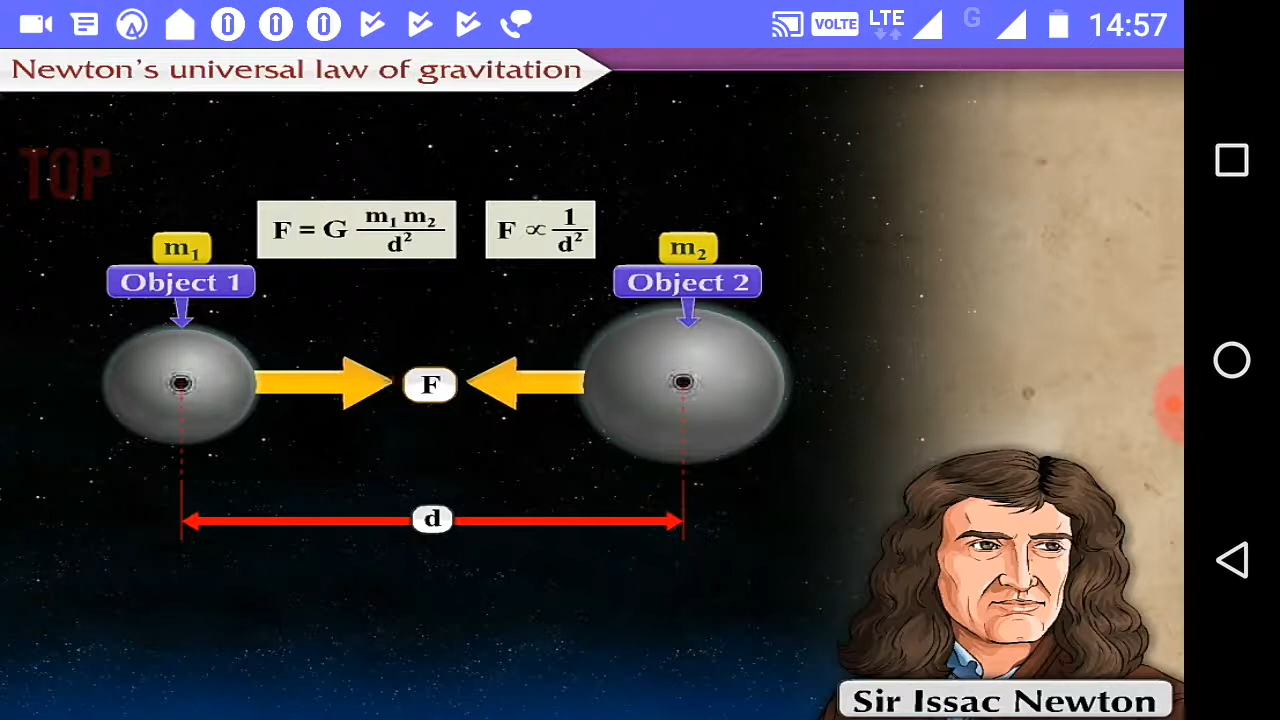 VOLTE LTE G 14:57
Newton's universal law of gravitation
TOP
F = G m₁ m₂ / d²
F ∝ 1 / d²
m₁
m₂
Object 1
Object 2
F
d
Sir Issac Newton